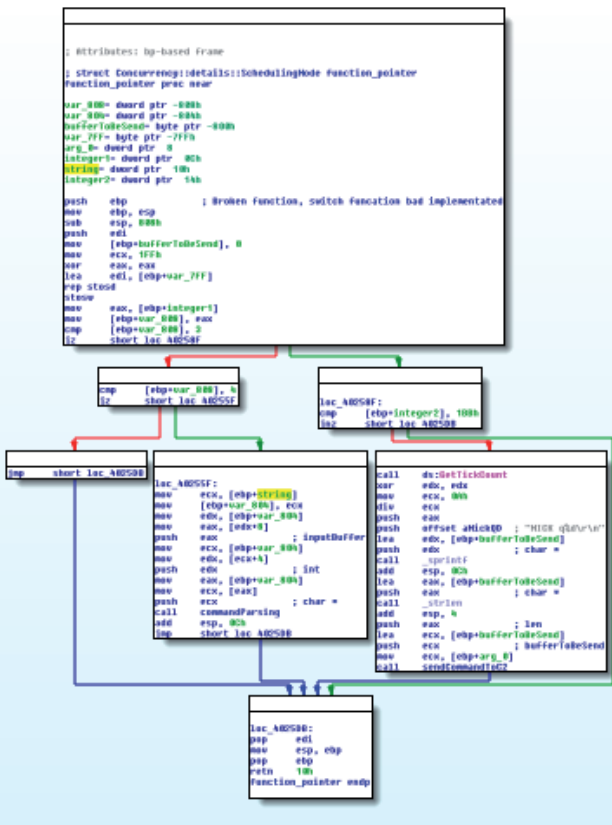 ; Attributes: bp-based frame
; struct Concurrency::details::SchedulingNode function_pointer
function_pointer proc near
var_808= dword ptr -808h
var_804= dword ptr -804h
bufferToBeSend= byte ptr -800h
var_7FF= byte ptr -7FFh
arg_0= dword ptr 8
integer1= dword ptr 0Ch
string= dword ptr 10h
integer2= dword ptr 14h
push ebp ; Broken function, switch funcation bad implementated
mov ebp, esp
sub esp, 808h
push edi
mov [ebp+bufferToBeSend], 0
mov ecx, 1FFh
xor eax, eax
lea edi, [ebp+var_7FF]
rep stosd
stosw
mov eax, [ebp+integer1]
mov [ebp+var_808], eax
cmp [ebp+var_808], 3
jz short loc_40258F
cmp [ebp+var_808], 4
jz short loc_40255F
loc_40258F:
cmp [ebp+integer2],
jnz short loc_4025DB
jmp short loc_4025DB
loc_40255F:
mov ecx, [ebp+string]
mov [ebp+var_804], ecx
mov edx, [ebp+var_804]
mov eax, [edx+8]
push eax ; inputBuffer
mov ecx, [ebp+var_804]
mov edx, [ecx+4]
push edx ; int
mov eax, [ebp+var_804]
mov ecx, [eax]
push ecx ; char *
call commandParsing
add esp, 0Ch
jmp short loc_4025DB
call ds:GetTickCount
xor edx, edx
mov ecx, 0Ah
div ecx
push eax
push offset aNickQD ; "NICK q%d\r\n"
lea edx, [ebp+bufferToBeSend]
push edx ; char *
call _sprintf
add esp, 0Ch
lea eax, [ebp+bufferToBeSend]
push eax ; char *
call _strlen
add esp, 4
push eax ; len
lea ecx, [ebp+bufferToBeSend]
push ecx ; bufferToBeSend
mov ecx, [ebp+arg_0]
call sendCommandToC2
loc_4025DB:
pop edi
mov esp, ebp
pop ebp
retn 10h
function_pointer endp